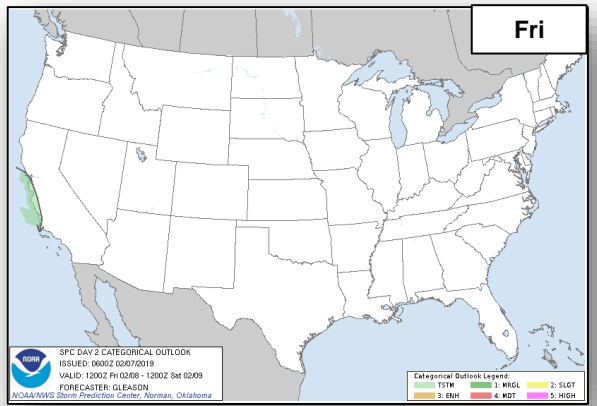 Fri
NOAA
SPC DAY 2 CATEGORICAL OUTLOOK
ISSUED: 0600Z 02/07/2019
VALID: 1200Z Fri 02/08 - 1200Z Sat 02/09
FORECASTER: GLEASON
NOAA/NWS Storm Prediction Center, Norman, Oklahoma
Categorical Outlook Legend:
TSTM 1: MRGL 2: SLGT
3: ENH 4: MDT 5: HIGH